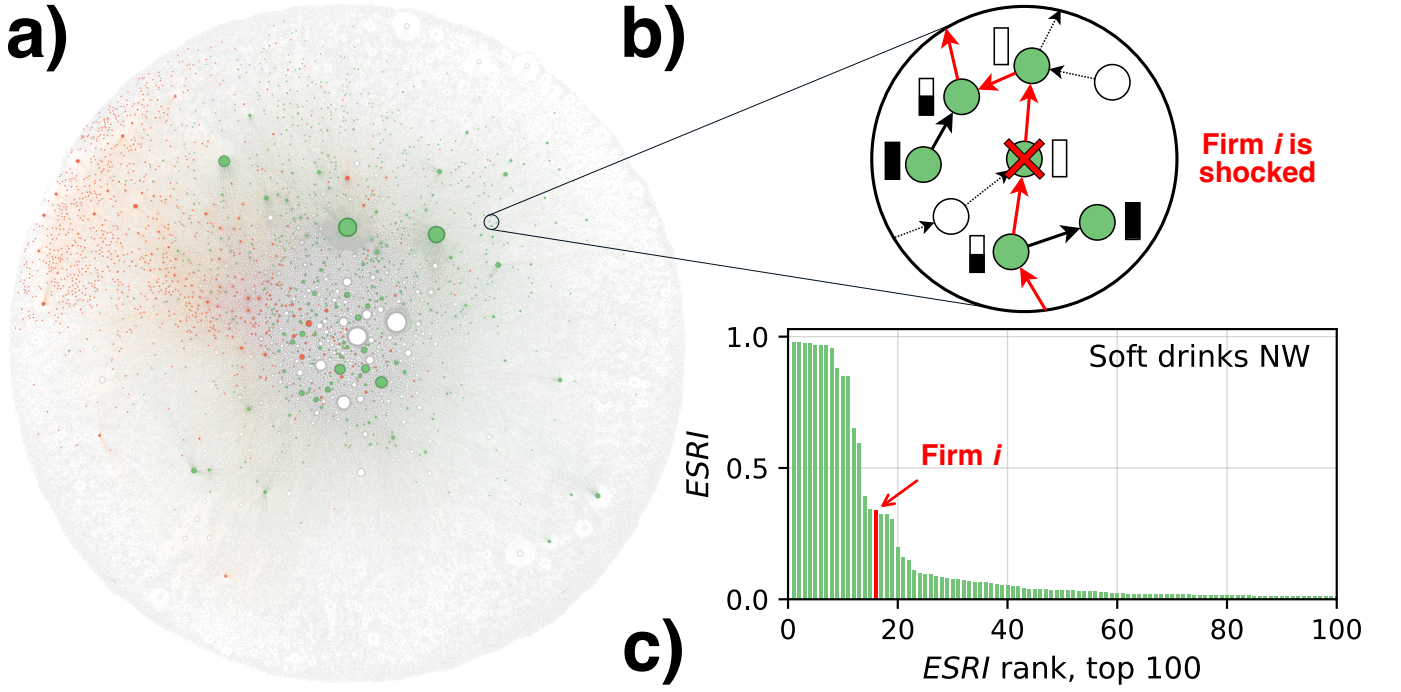 a)
b)
Firm i is
shocked
c)
Soft drinks NW
Firm i
ESRI
1.0
0.5
0.0
0 20 40 60 80 100
ESRI rank, top 100